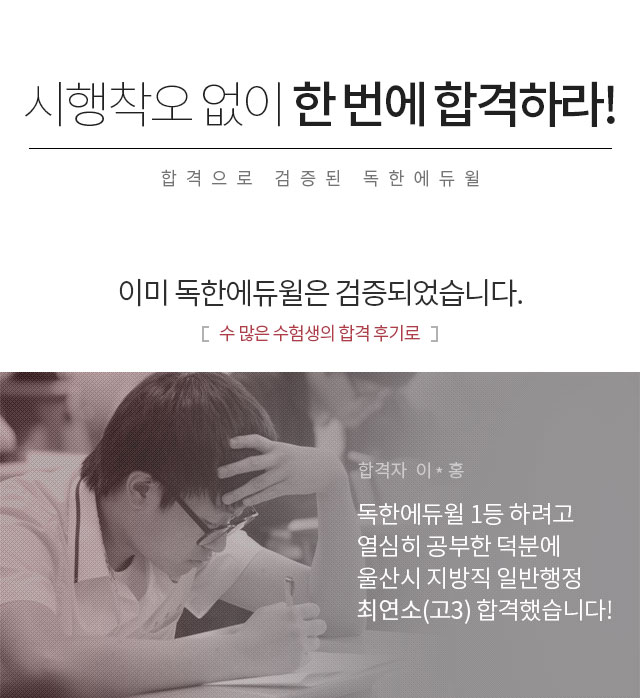 시행착오 없이 한 번에 합격하라!
합격으로 검증된 독한에듀윌
이미 독한에듀윌은 검증되었습니다.
[ 수 많은 수험생의 합격 후기로 ]
합격자 이*홍
독한에듀윌 1등 하려고
열심히 공부한 덕분에
울산시 지방직 일반행정
최연소(고3) 합격했습니다!